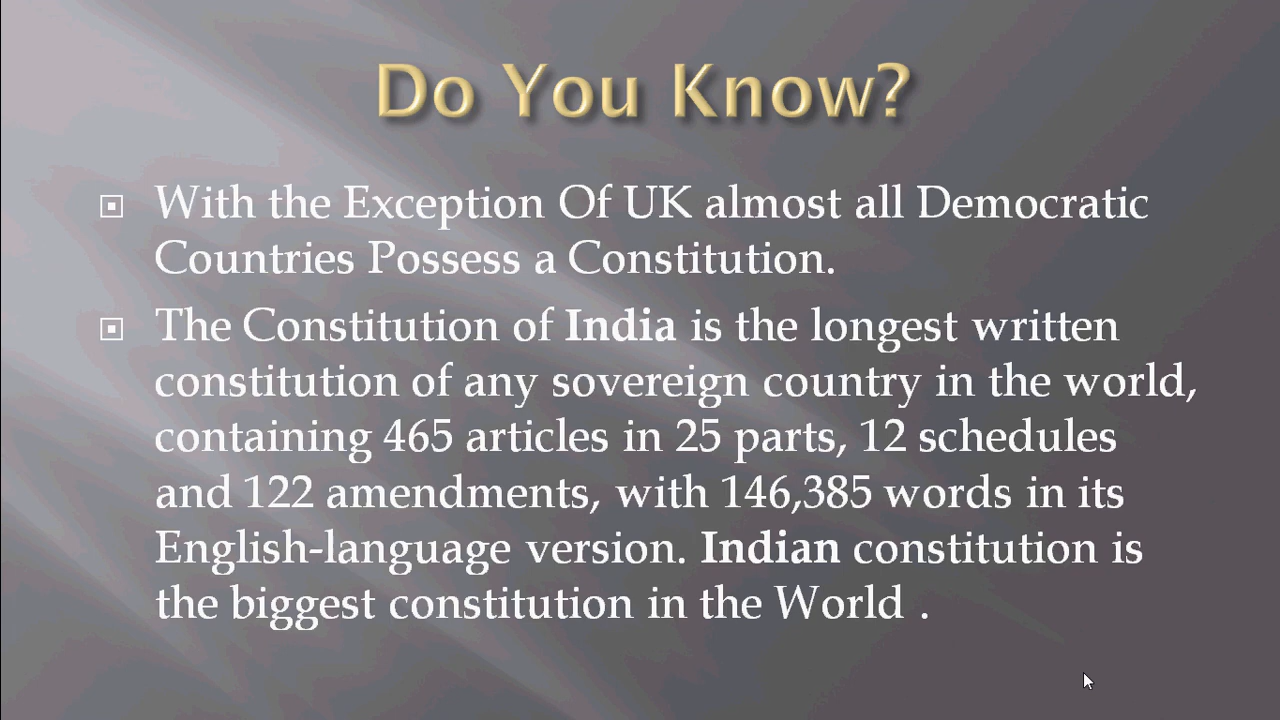 Do You Know?
With the Exception Of UK almost all Democratic
Countries Possess a Constitution.
The Constitution of India is the longest written
constitution of any sovereign country in the world,
containing 465 articles in 25 parts, 12 schedules
and 122 amendments, with 146,385 words in its
English-language version. Indian constitution is
the biggest constitution in the World .